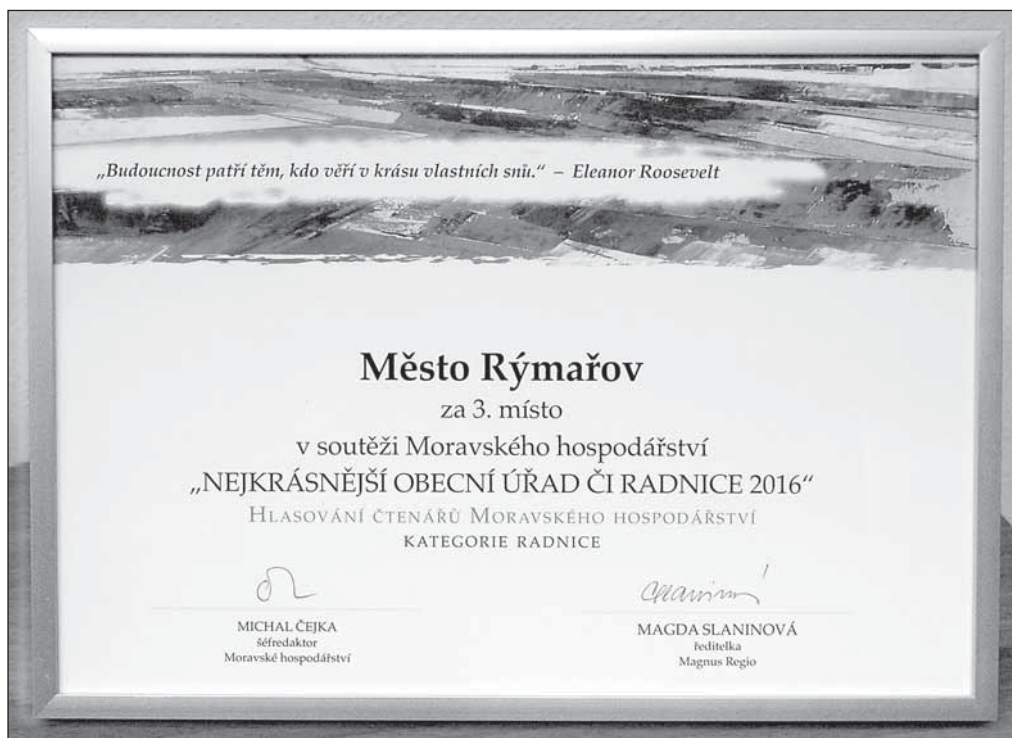 „Budoucnost patří těm, kdo věří v krásu vlastních snů.“ – Eleanor Roosevelt
Město Rýmařov
za 3. místo
v soutěži Moravského hospodářství
„NEJKRÁSNĚJŠÍ OBECNÍ ÚŘAD ČI RADNICE 2016“
HLASOVÁNÍ ČTENÁŘŮ MORAVSKÉHO HOSPODÁŘSTVÍ
KATEGORIE RADNICE
MICHAL ČEJKA
šéfredaktor
Moravské hospodářství
MAGDA SLANINOVÁ
ředitelka
Magnus Regio